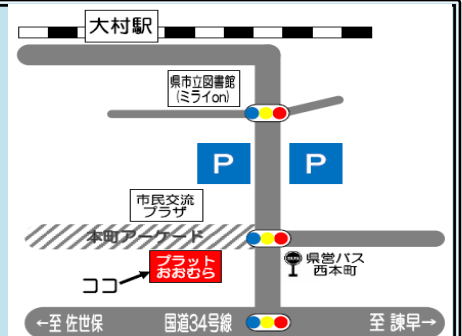 大村駅
県市立図書館
(ミライon)
P
P
市民交流
プラザ
本町アーケード
プラット
おおむら
ココ
県営バス
西本町
←至 佐世保
国道34号線
至 諫早→